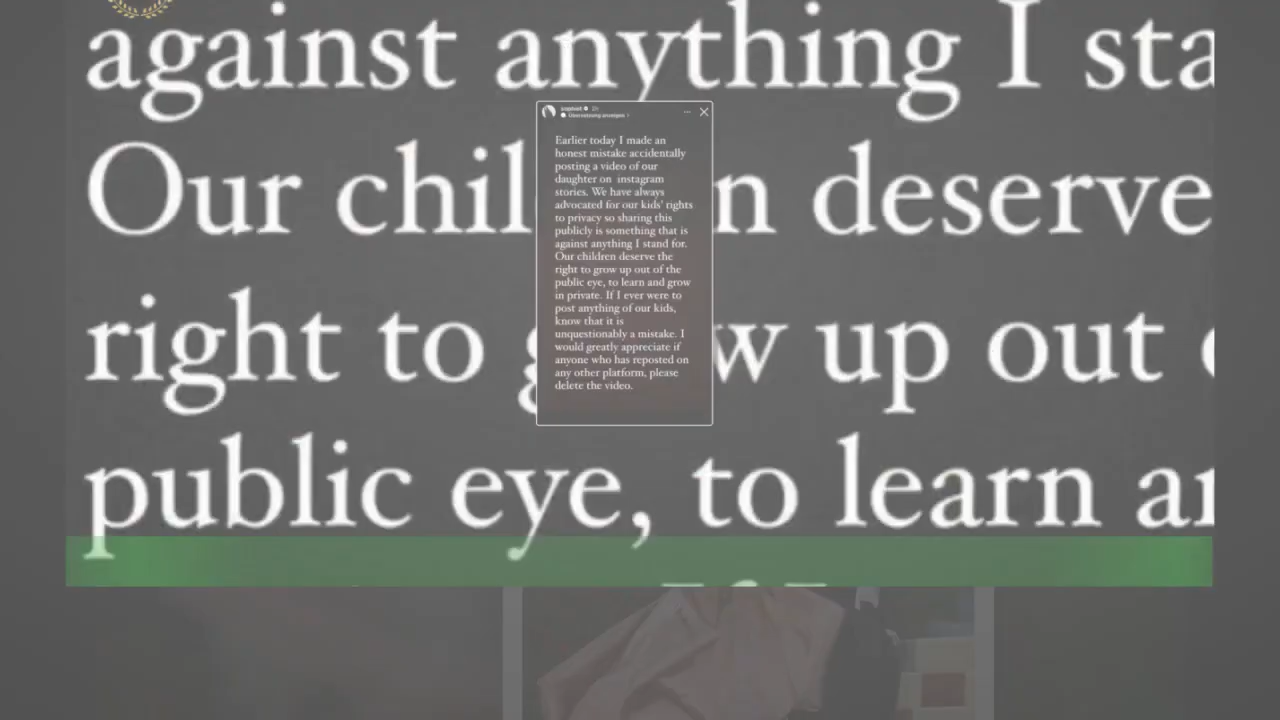 against anything I sta
Our chil n deserve
right to g w up out
public eye, to learn ar
2h
Earlier today I made an
honest mistake accidentally
posting a video of our
daughter on instagram
stories. We have always
advocated for our kids' rights
to privacy so sharing this
publicly is something that is
against anything I stand for.
Our children deserve the
right to grow up out of the
public eye, to learn and grow
in private. If I ever were to
post anything of our kids,
know that it is
unquestionably a mistake. I
would greatly appreciate if
anyone who has reposted on
any other platform, please
delete the video.